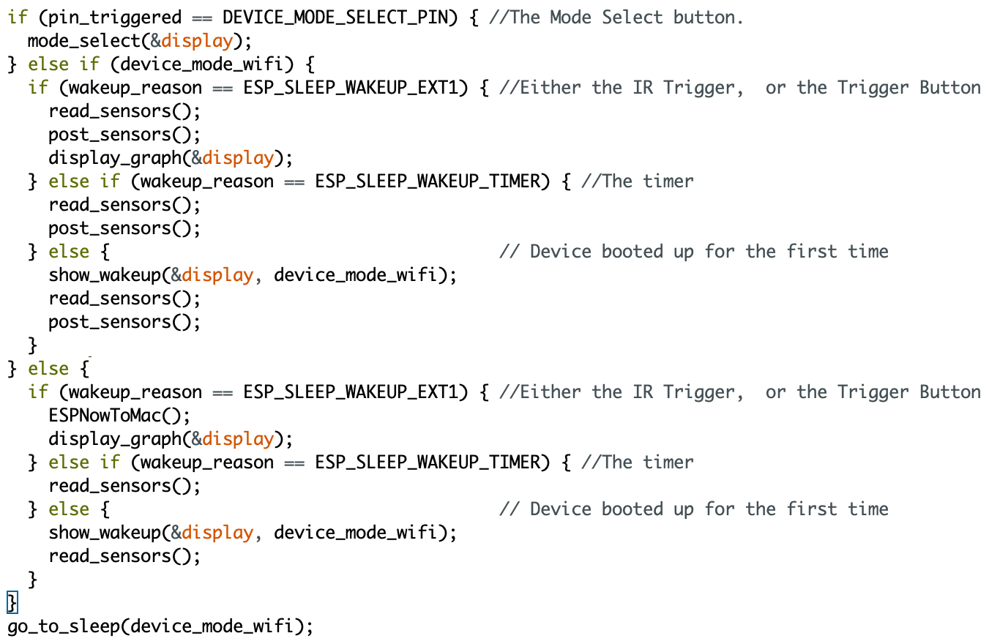 if (pin_triggered == DEVICE_MODE_SELECT_PIN) { //The Mode Select button.
  mode_select(&display);
} else if (device_mode_wifi) {
  if (wakeup_reason == ESP_SLEEP_WAKEUP_EXT1) { //Either the IR Trigger,  or the Trigger Button
    read_sensors();
    post_sensors();
    display_graph(&display);
  } else if (wakeup_reason == ESP_SLEEP_WAKEUP_TIMER) { //The timer
    read_sensors();
    post_sensors();
  } else {                                      // Device booted up for the first time
    show_wakeup(&display, device_mode_wifi);
    read_sensors();
    post_sensors();
  }
} else {
  if (wakeup_reason == ESP_SLEEP_WAKEUP_EXT1) { //Either the IR Trigger,  or the Trigger Button
    ESPNowToMac();
    display_graph(&display);
  } else if (wakeup_reason == ESP_SLEEP_WAKEUP_TIMER) { //The timer
    read_sensors();
  } else {                                      // Device booted up for the first time
    show_wakeup(&display, device_mode_wifi);
    read_sensors();
  }
}
go_to_sleep(device_mode_wifi);